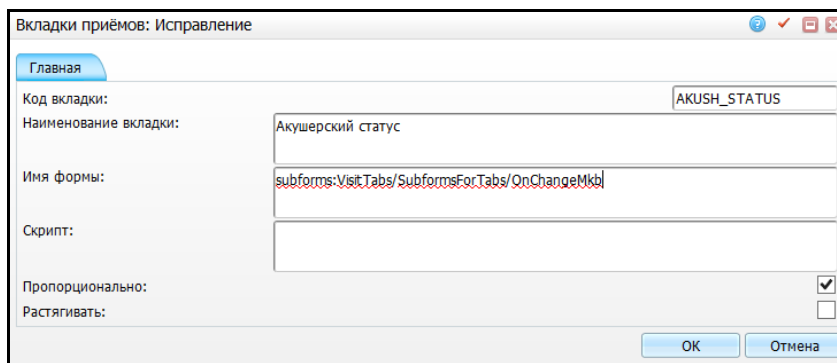 Вкладки приёмов: Исправление
Главная
Код вкладки: AKUSH_STATUS
Наименование вкладки: Акушерский статус
Имя формы: subforms:VisitTabs/SubformsForTabs/OnChangeMkb
Скрипт:
Пропорционально:
Растягивать:
OK Отмена